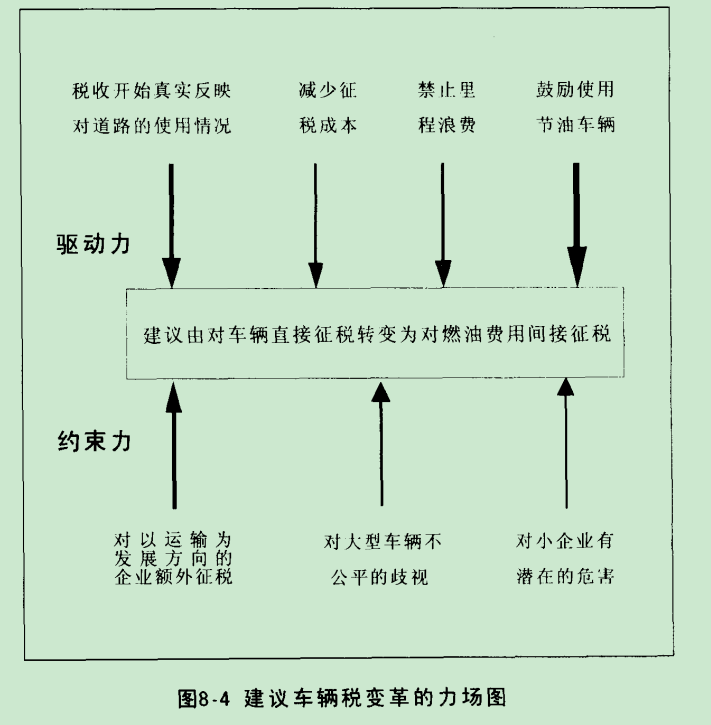 税收开始真实反映
对道路的使用情况
减少征
税成本
禁止里
程浪费
鼓励使用
节油车辆
驱动力
建议由对车辆直接征税转变为对燃油费用间接征税
约束力
对以运输为
发展方向的
企业额外征税
对大型车辆不
公平的歧视
对小企业有
潜在的危害
图8-4 建议车辆税变革的力场图